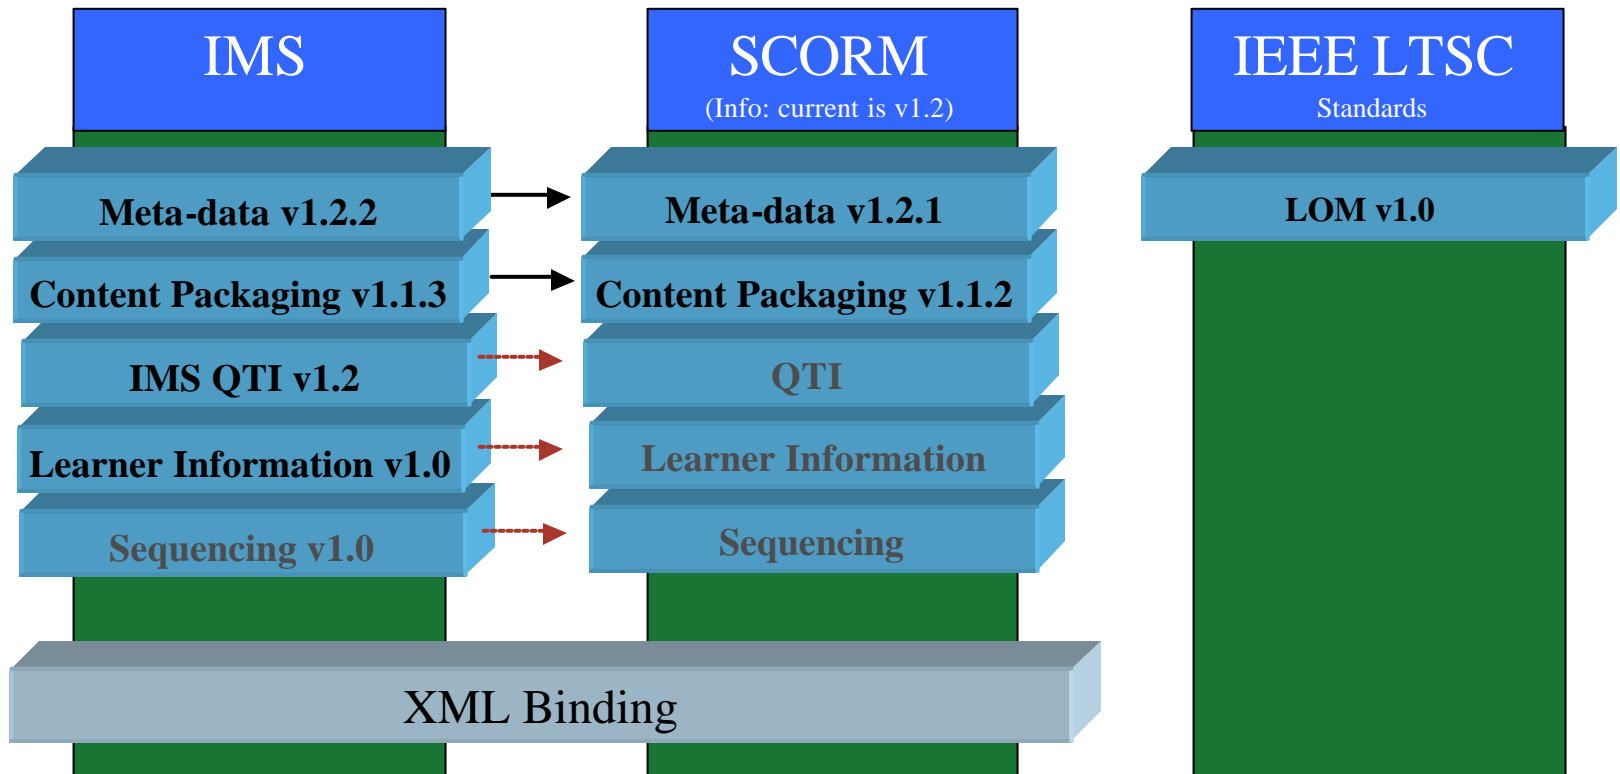 IMS
SCORM
(Info: current is v1.2)
IEEE LTSC
Standards
Meta-data v1.2.2
Meta-data v1.2.1
LOM v1.0
Content Packaging v1.1.3
Content Packaging v1.1.2
IMS QTI v1.2
QTI
Learner Information v1.0
Learner Information
Sequencing v1.0
Sequencing
XML Binding